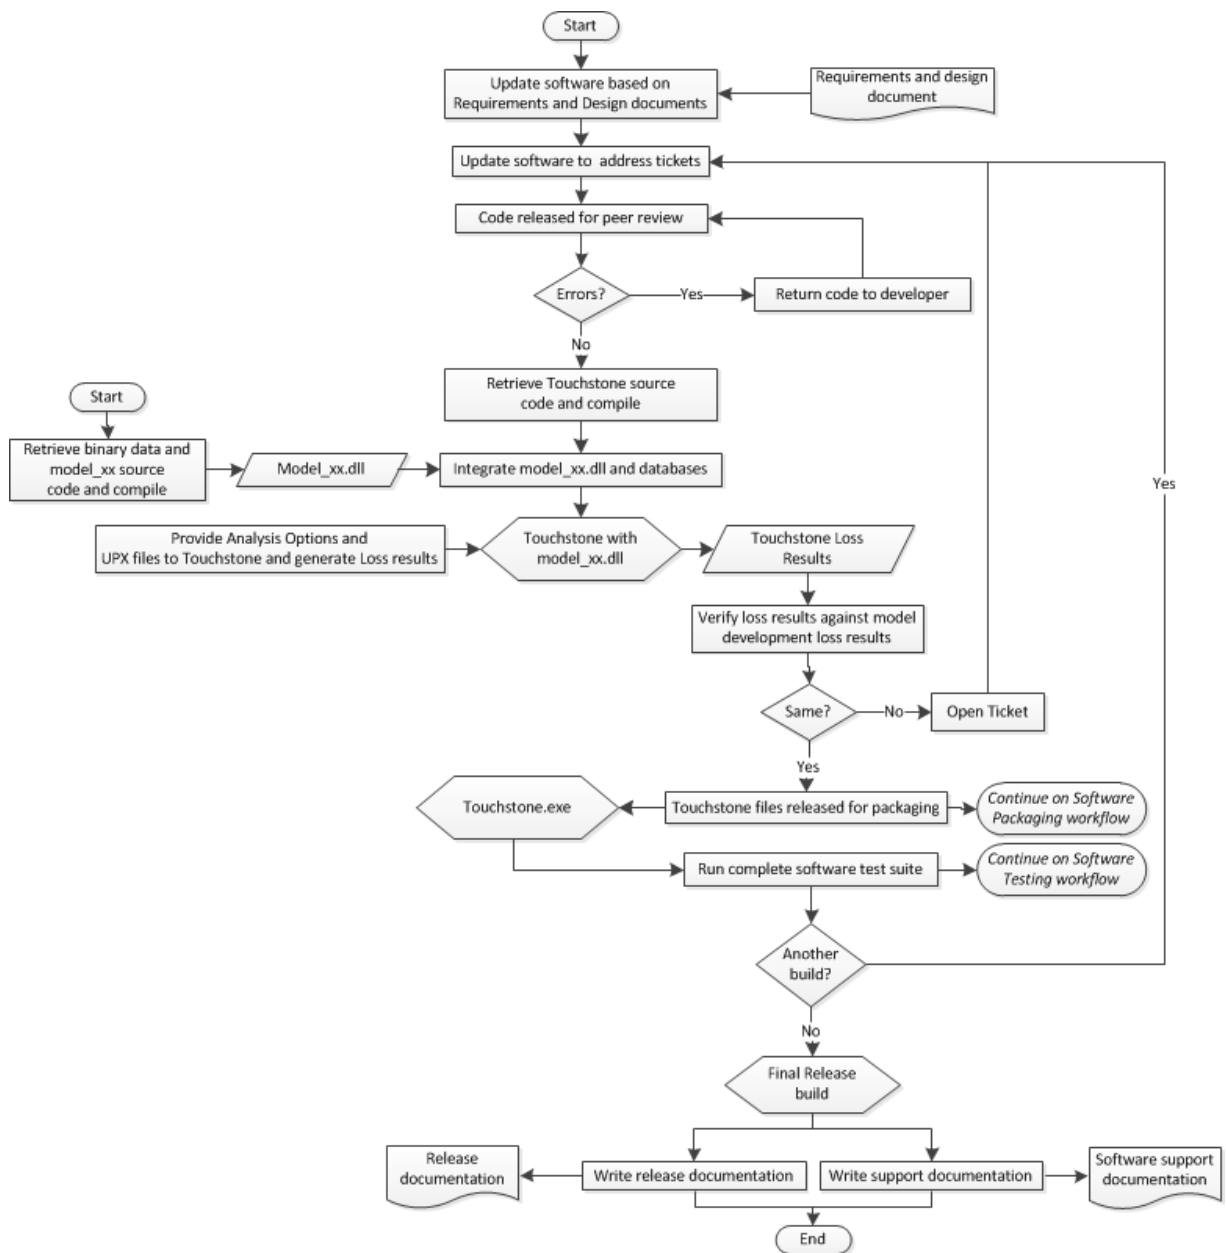 Start
Update software based on
Requirements and Design documents
Requirements and design
document
Update software to  address tickets
Code released for peer review
Errors?
Yes
Return code to developer
No
Retrieve Touchstone source
code and compile
Start
Retrieve binary data and
model_xx source
code and compile
Model_xx.dll
Integrate model_xx.dll and databases
Yes
Provide Analysis Options and
UPX files to Touchstone and generate Loss results
Touchstone with
model_xx.dll
Touchstone Loss
Results
Verify loss results against model
development loss results
Same?
No
Open Ticket
Yes
Touchstone.exe
Touchstone files released for packaging
Continue on Software
Packaging workflow
Run complete software test suite
Continue on Software
Testing workflow
Another
build?
No
Final Release
build
Release
documentation
Write release documentation
Write support documentation
Software support
documentation
End